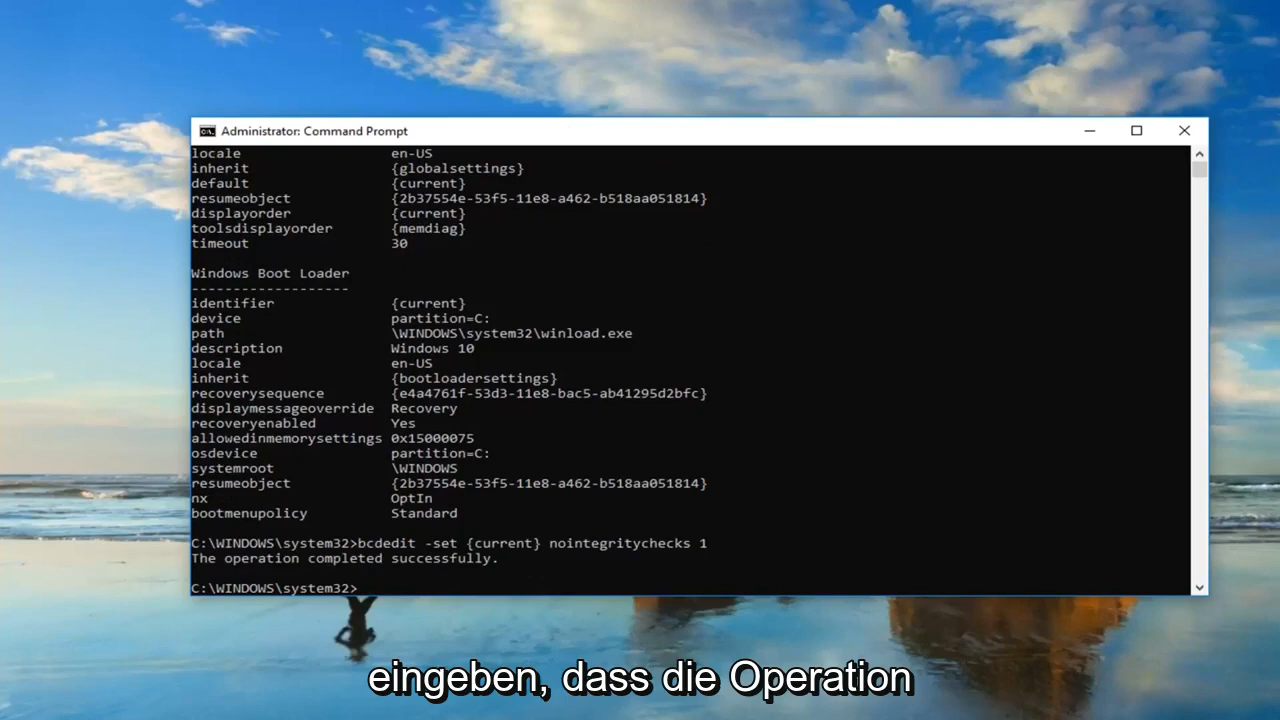 Administrator: Command Prompt
locale en-US
inherit {globalsettings}
default {current}
resumeobject {2b37554e-53f5-11e8-a462-b518aa051814}
displayorder {current}
toolsdisplayorder {memdiag}
timeout 30
Windows Boot Loader
-------------------
identifier {current}
device partition=C:
path \WINDOWS\system32\winload.exe
description Windows 10
locale en-US
inherit {bootloadersettings}
recoverysequence {e4a4761f-53d3-11e8-bac5-ab41295d2bfc}
displaymessageoverride Recovery
recoveryenabled Yes
allowedinmemorysettings 0x15000075
osdevice partition=C:
systemroot \WINDOWS
resumeobject {2b37554e-53f5-11e8-a462-b518aa051814}
nx OptIn
bootmenupolicy Standard
C:\WINDOWS\system32>bcdedit -set {current} nointegritychecks 1
The operation completed successfully.
C:\WINDOWS\system32>
eingeben, dass die Operation